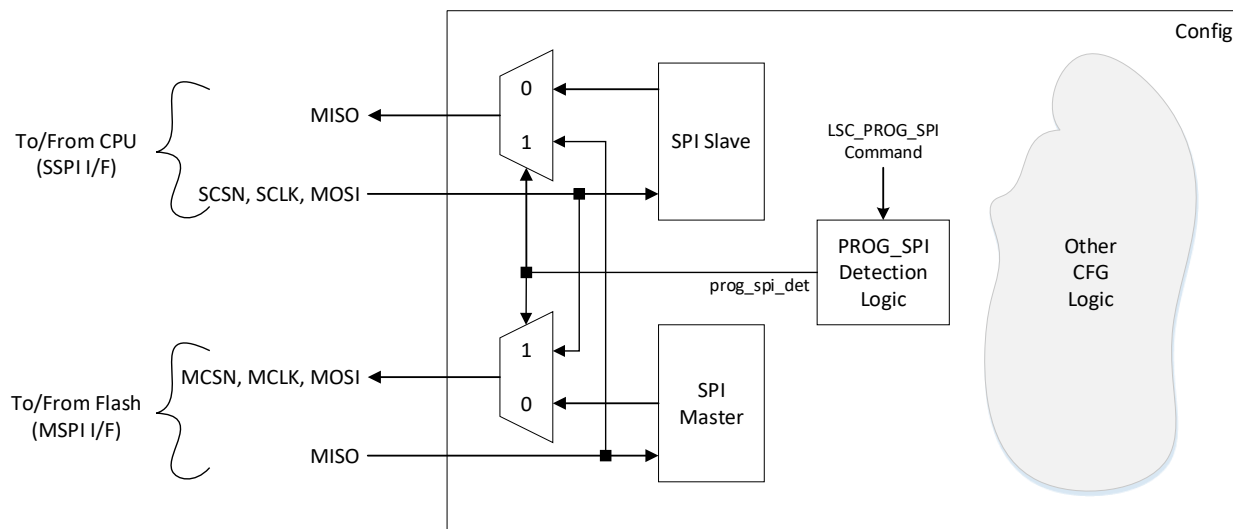 Config
0
MISO
LSC_PROG_SPI
Command
To/From CPU
(SSPI I/F)
1
SPI Slave
SCSN, SCLK, MOSI
PROG_SPI
Detection
Logic
Other
CFG
Logic
prog_spi_det
1
MCSN, MCLK, MOSI
SPI
Master
To/From Flash
(MSPI I/F)
0
MISO